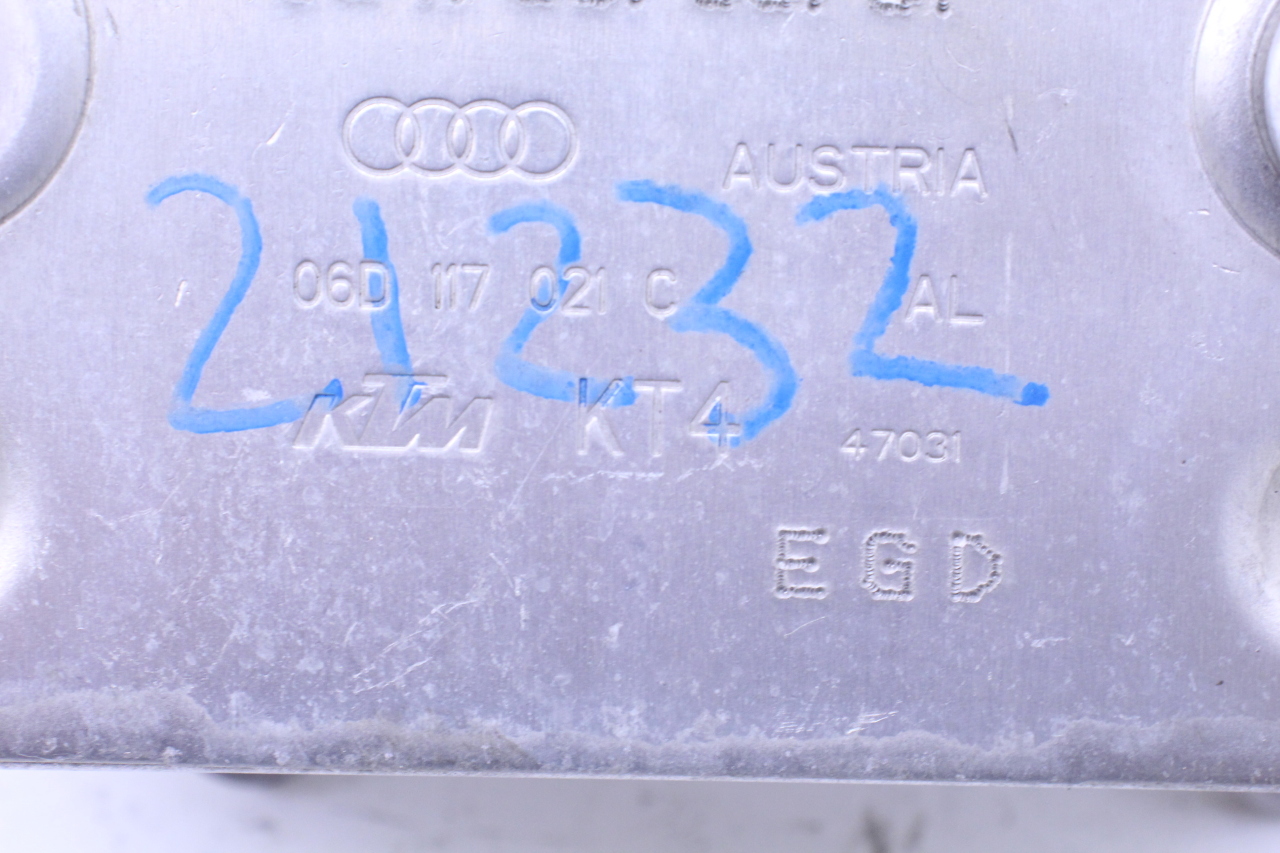 AUSTRIA
21232
06D 117 021 C AL
KTM KT4 47031
EGD